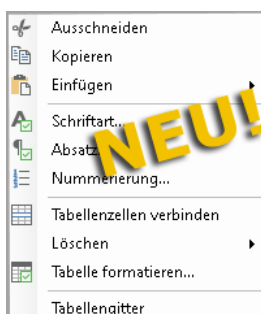 Ausschneiden
Kopieren
Einfügen
Schriftart...
Absatz
NEU!
Nummerierung...
Tabellenzellen verbinden
Löschen
Tabelle formatieren...
Tabellengitter